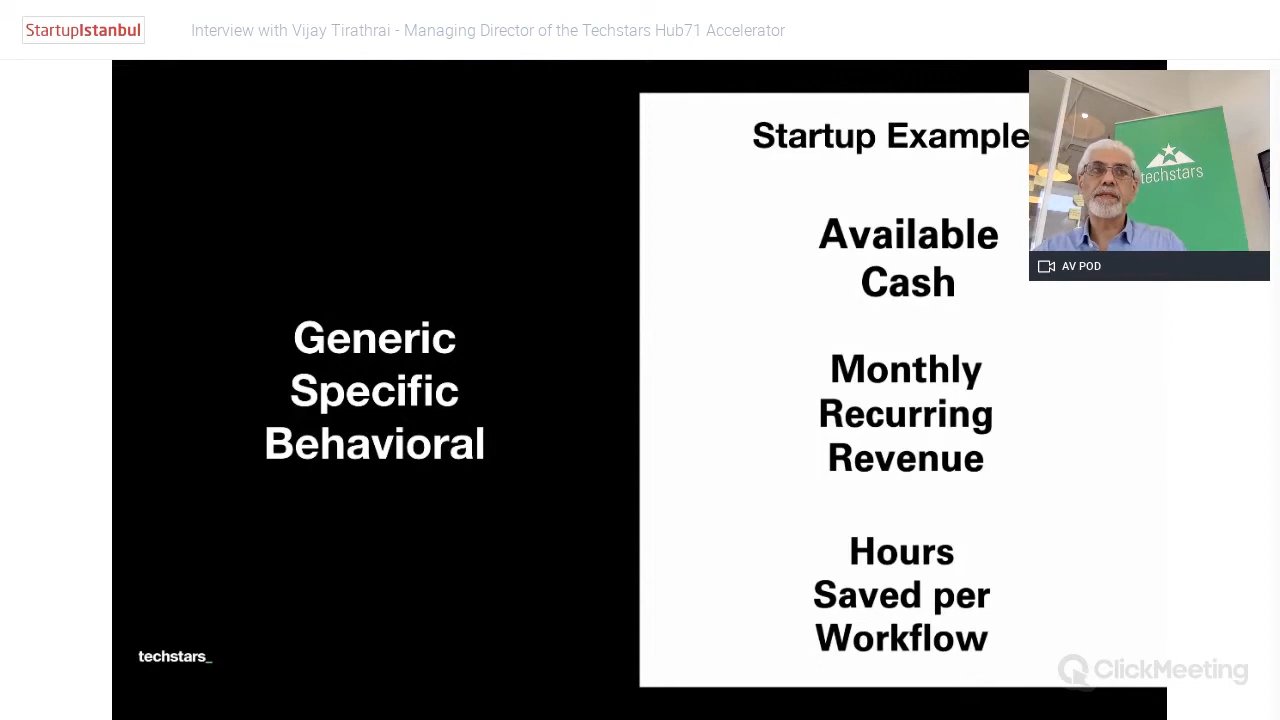 StartupIstanbul
Interview with Vijay Tirathrai - Managing Director of the Techstars Hub71 Accelerator
Generic
Specific
Behavioral
techstars_
Startup Example
Available
Cash
Monthly
Recurring
Revenue
Hours
Saved per
Workflow
techstars
AV POD
ClickMeeting